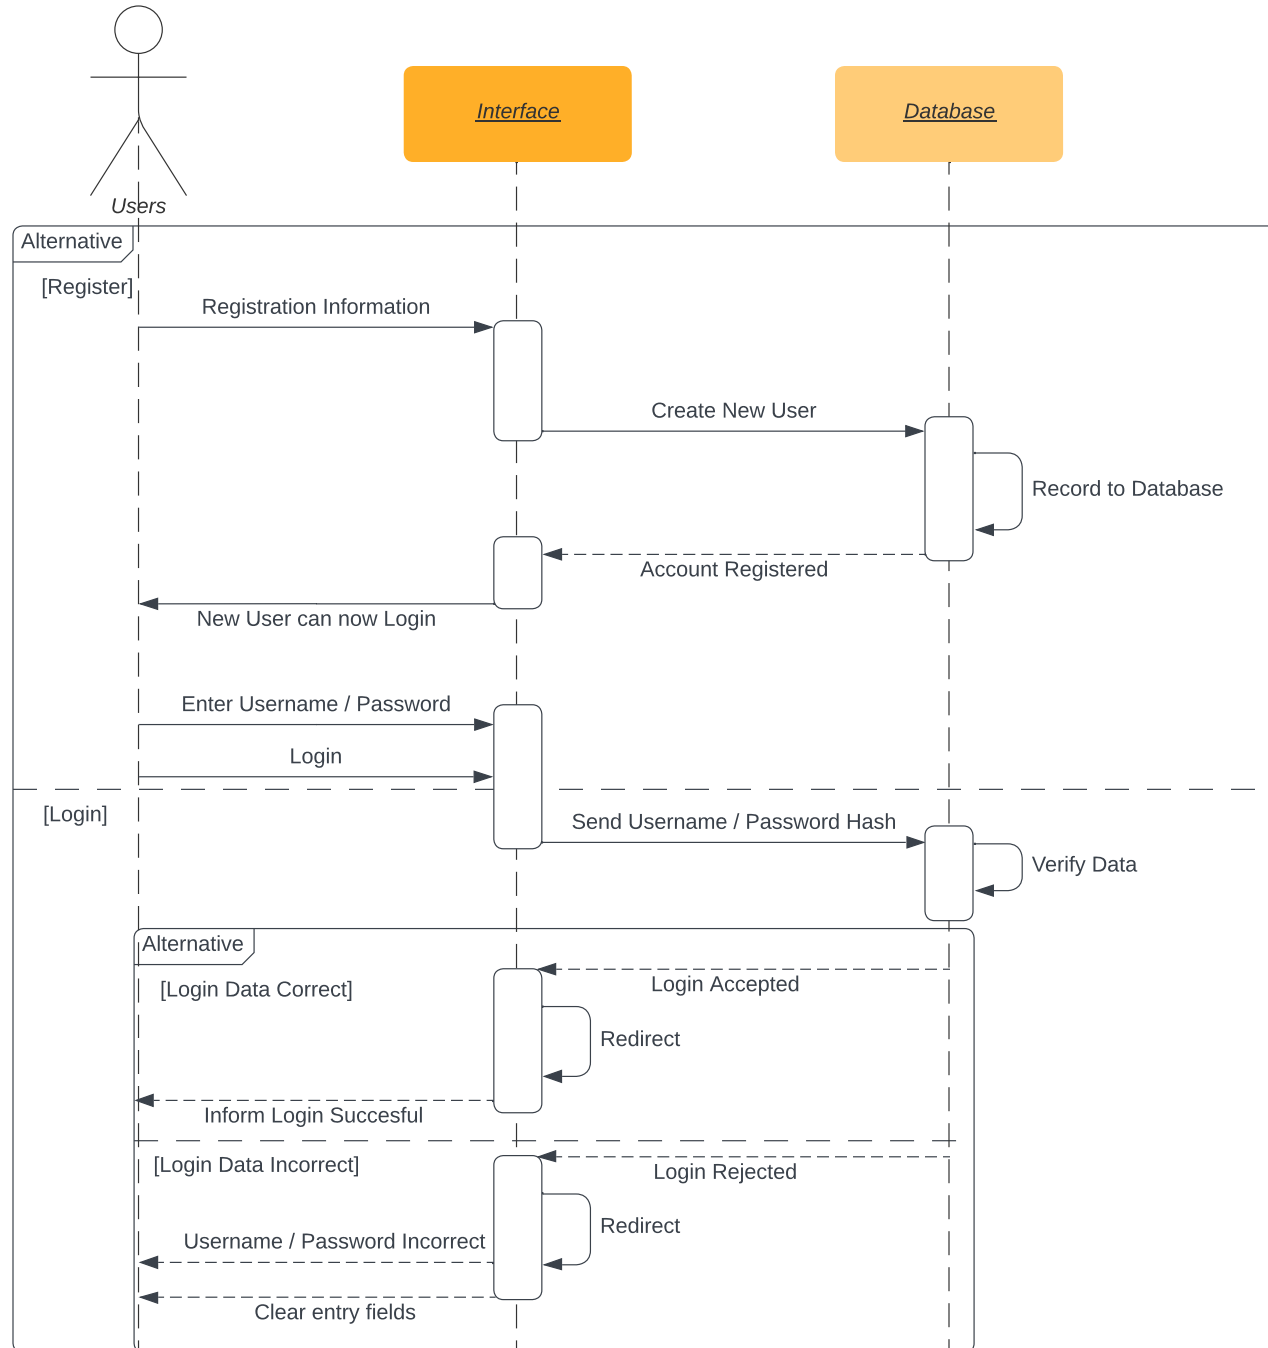 Interface
Database
Users
Alternative
[Register]
Registration Information
Create New User
Record to Database
Account Registered
New User can now Login
Enter Username / Password
Login
[Login]
Send Username / Password Hash
Verify Data
Alternative
[Login Data Correct]
Login Accepted
Redirect
Inform Login Succesful
[Login Data Incorrect]
Login Rejected
Redirect
Username / Password Incorrect
Clear entry fields